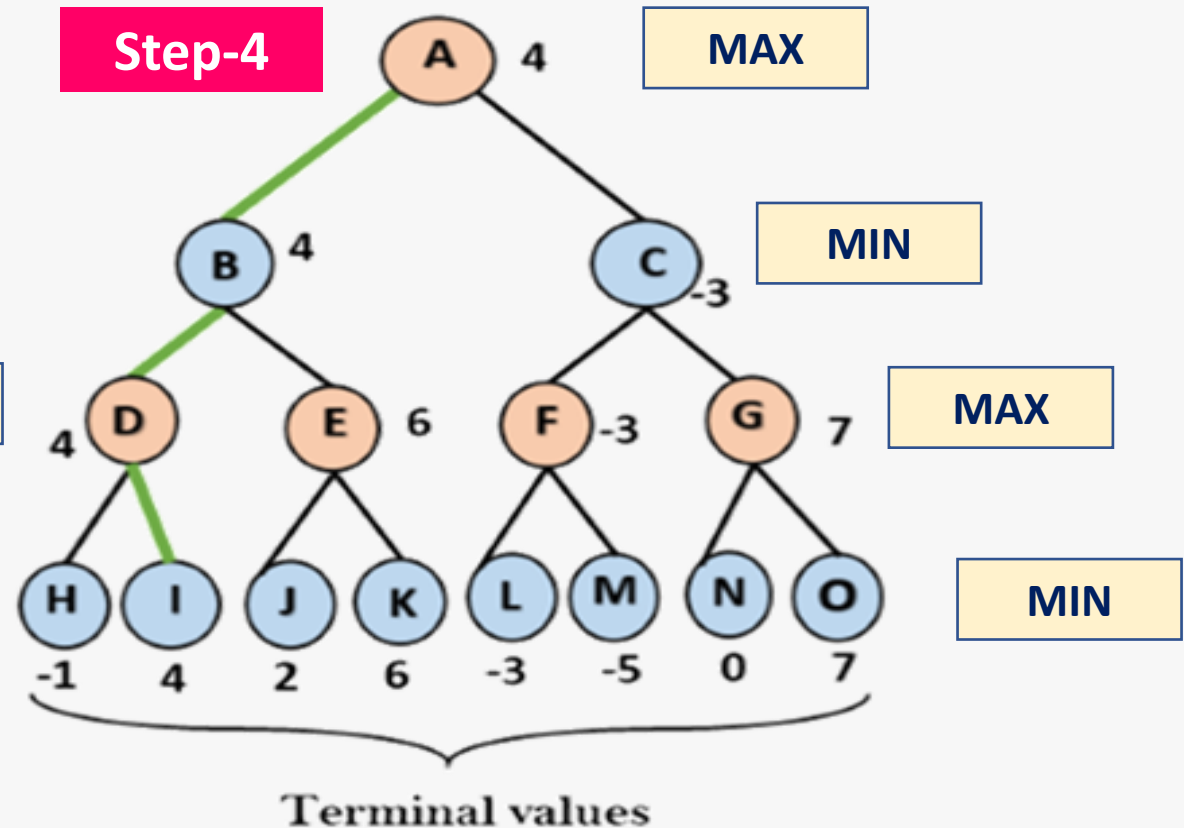 Step-4
A 4
MAX
B 4
C -3
MIN
4 D
E 6
F -3
G 7
MAX
H I J K L M N O
MIN
-1 4 2 6 -3 -5 0 7
Terminal values